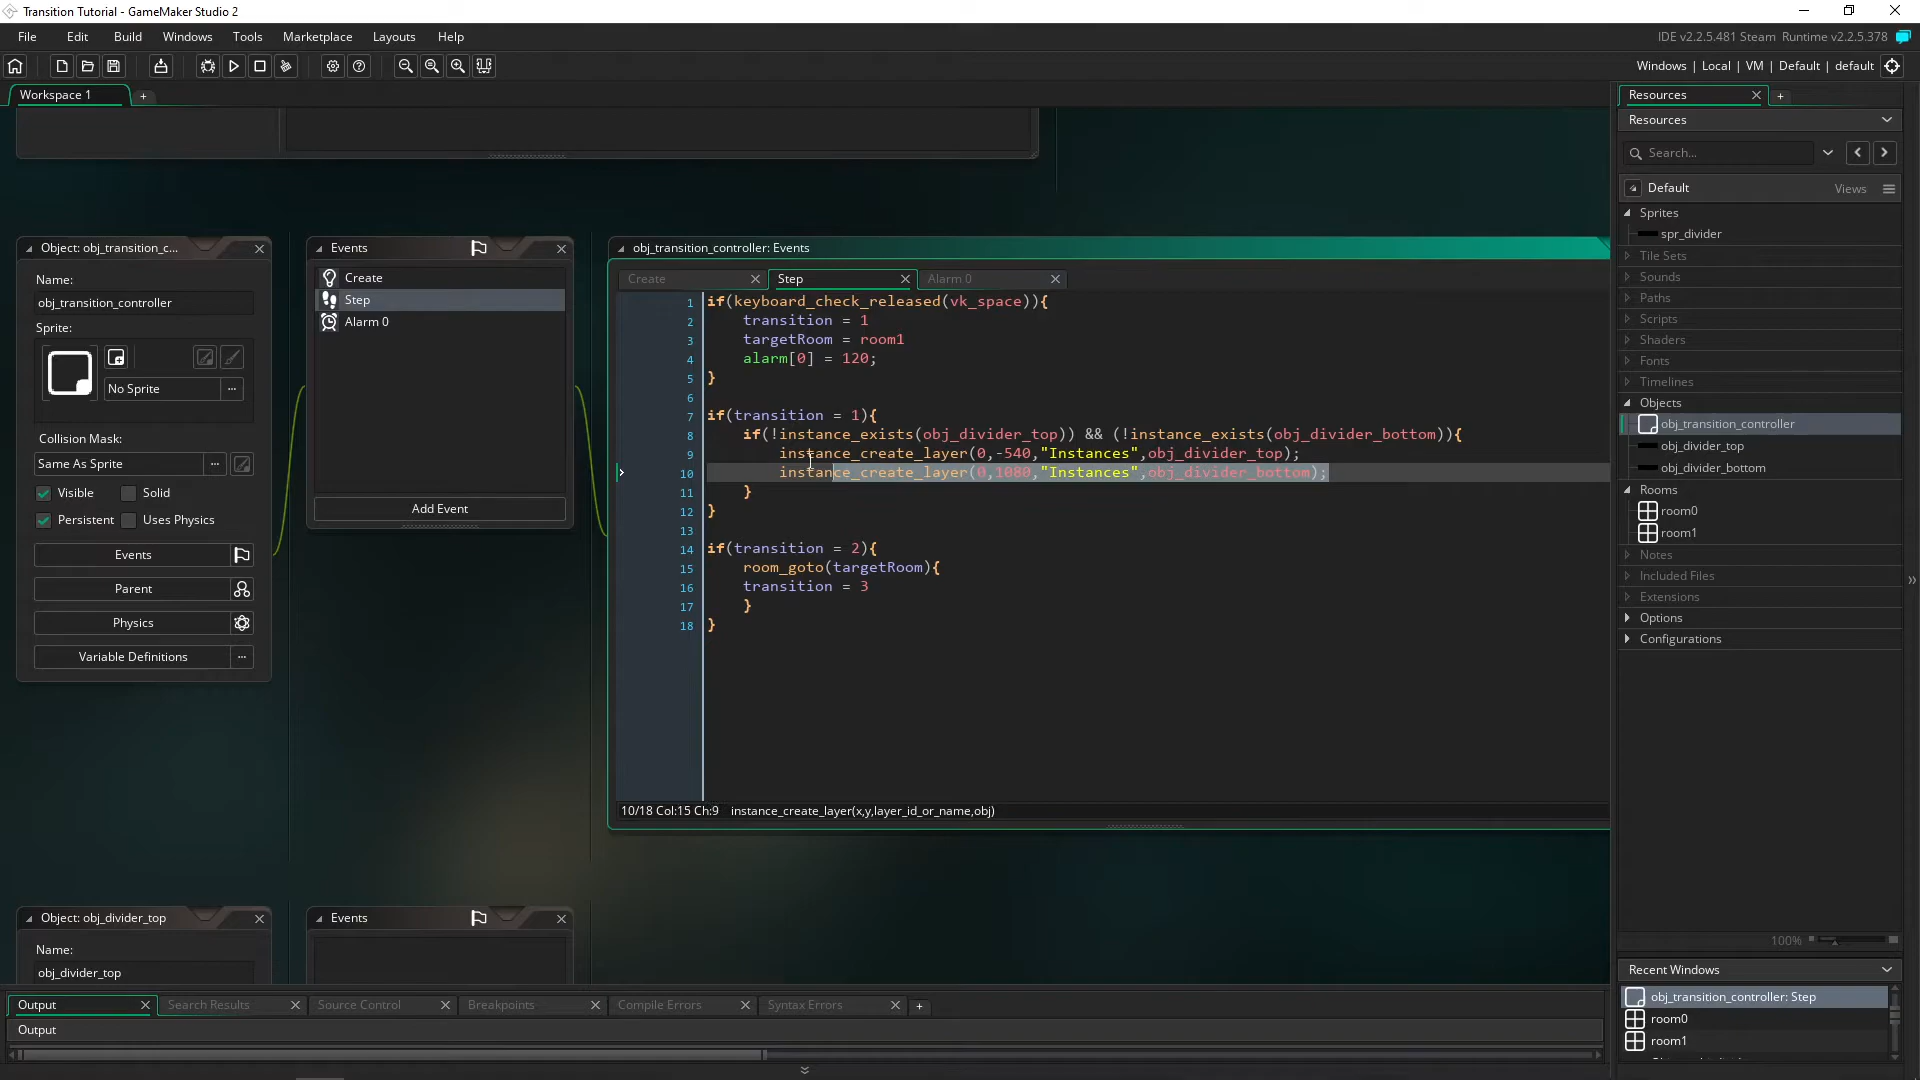 Transition Tutorial - GameMaker Studio 2
File Edit Build Windows Tools Marketplace Layouts Help
IDE v2.2.5.481 Steam Runtime v2.2.5.378
Windows | Local | VM | Default | default
Workspace 1
+
Object: obj_transition_c...
Name:
obj_transition_controller
Sprite:
No Sprite
...
Collision Mask:
Same As Sprite
...
Visible Solid
Persistent Uses Physics
Events
Parent
Physics
Variable Definitions
...
Events
Create
Step
Alarm 0
Add Event
obj_transition_controller: Events
Create Step Alarm 0
1 if(keyboard_check_released(vk_space)){
2 transition = 1
3 targetRoom = room1
4 alarm[0] = 120;
5 }
6
7 if(transition = 1){
8 if(!instance_exists(obj_divider_top)) && (!instance_exists(obj_divider_bottom)){
9 instance_create_layer(0,-540,"Instances",obj_divider_top);
10 instance_create_layer(0,1080,"Instances",obj_divider_bottom);
11 }
12 }
13
14 if(transition = 2){
15 room_goto(targetRoom){
16 transition = 3
17 }
18 }
10/18 Col:15 Ch:9 instance_create_layer(x,y,layer_id_or_name,obj)
Object: obj_divider_top
Name:
obj_divider_top
Events
Output Search Results Source Control Breakpoints Compile Errors Syntax Errors +
Output
Resources
+
Resources
Search...
Default Views
Sprites
spr_divider
Tile Sets
Sounds
Paths
Scripts
Shaders
Fonts
Timelines
Objects
obj_transition_controller
obj_divider_top
obj_divider_bottom
Rooms
room0
room1
Notes
Included Files
Extensions
Options
Configurations
100%
Recent Windows
obj_transition_controller: Step
room0
room1